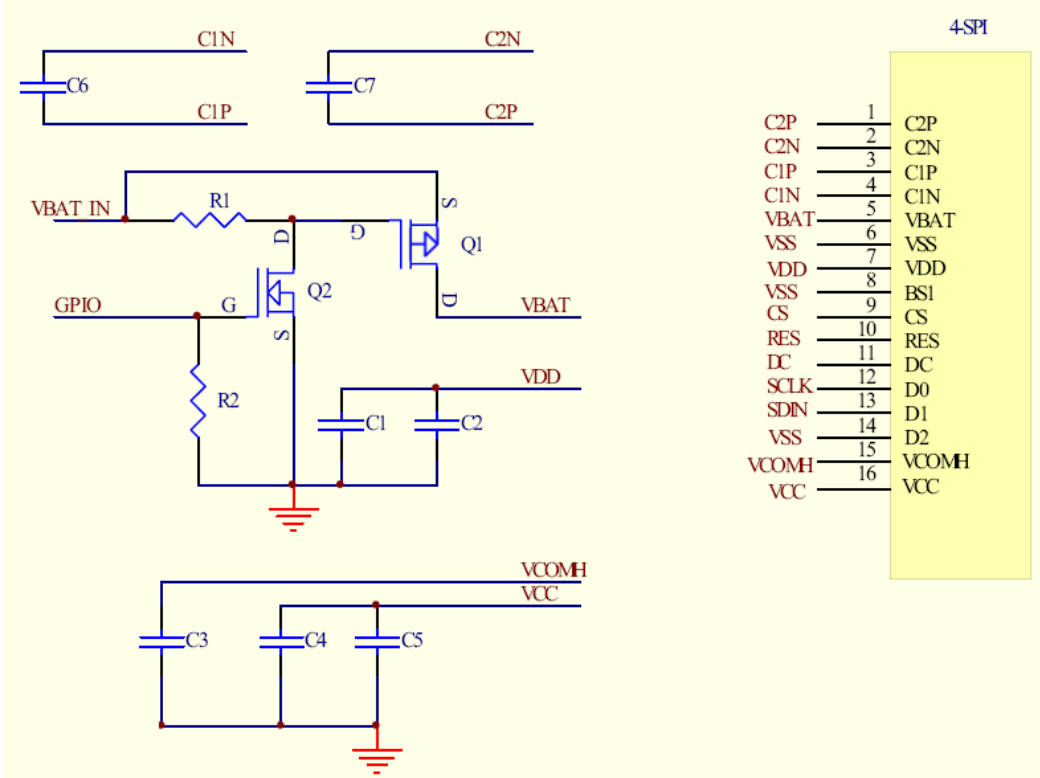 4-SPI
C1N
C6
C1P
C2N
C7
C2P
VBAT_IN
R1
D
G
S
Q1
D
VBAT
GPIO
G
Q2
S
R2
VDD
C1
C2
VCOMH
VCC
C3
C4
C5
C2P 1 C2P
C2N 2 C2N
C1P 3 C1P
C1N 4 C1N
VBAT 5 VBAT
VSS 6 VSS
VDD 7 VDD
VSS 8 BS1
CS 9 CS
RES 10 RES
DC 11 DC
SCLK 12 D0
SDIN 13 D1
VSS 14 D2
VCOMH 15 VCOMH
VCC 16 VCC